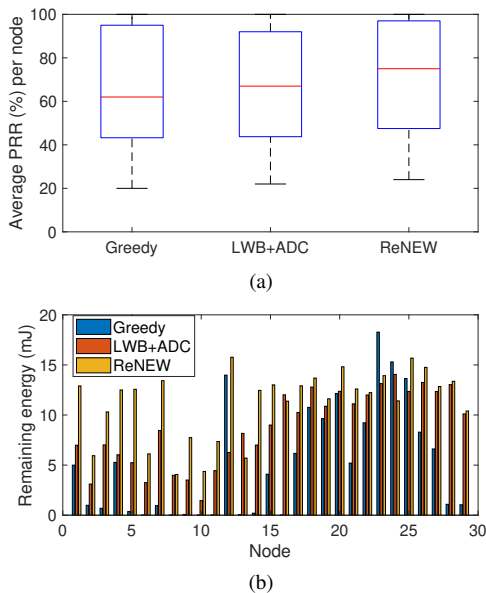 100
80
60
40
20
0
Average PRR (%) per node
Greedy LWB+ADC ReNEW
(a)
20
15
10
5
0
Remaining energy (mJ)
Greedy
LWB+ADC
ReNEW
0 5 10 15 20 25 30
Node
(b)